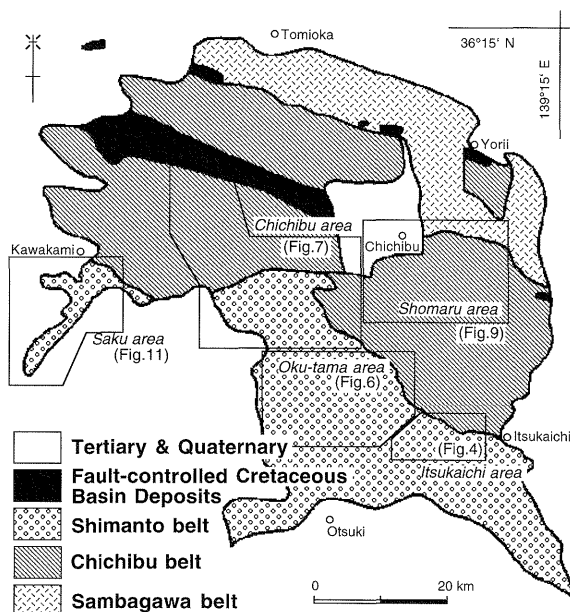 Tomioka
36°15' N
139°15' E
Yorii
Chichibu area
(Fig.7)
Chichibu
Kawakami
Shomaru area
(Fig.9)
Saku area
(Fig.11)
Oku-tama area
(Fig.6)
Itsukaichi
(Fig.4)
Itsukaichi area
Otsuki
Tertiary & Quaternary
Fault-controlled Cretaceous
Basin Deposits
Shimanto belt
Chichibu belt
Sambagawa belt
0
20 km